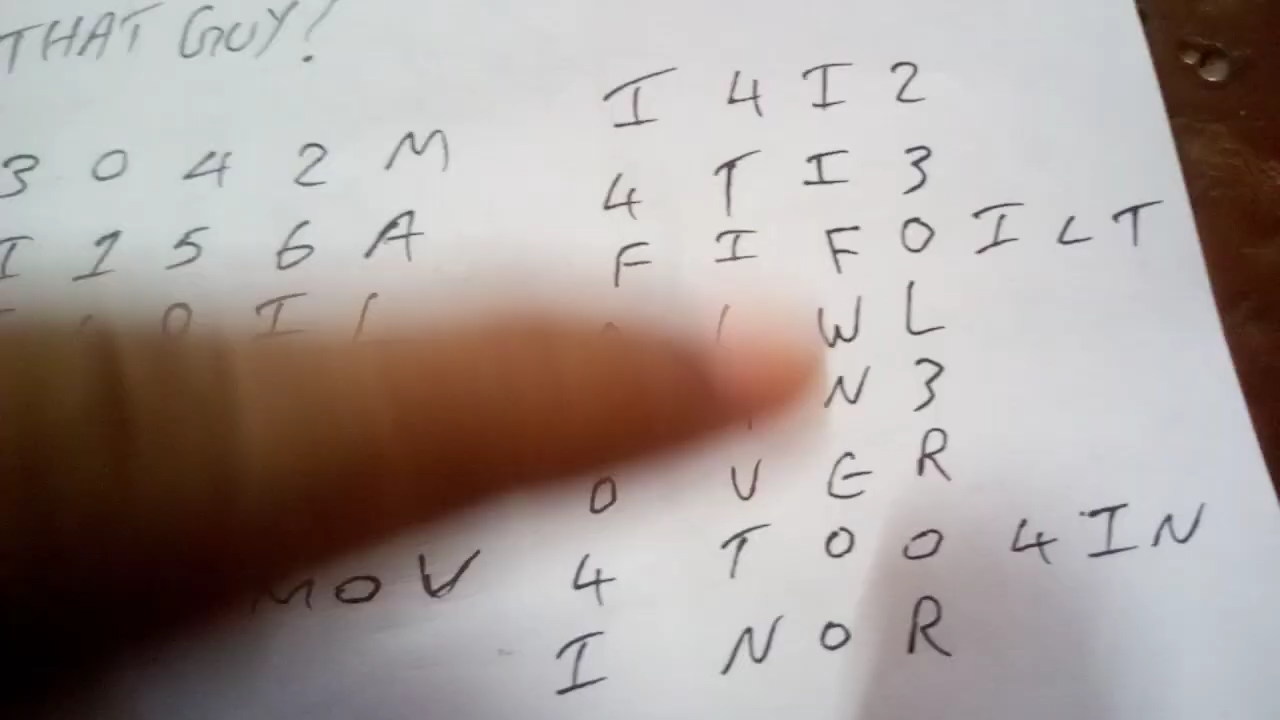 THAT GUY!
3 0 4 2 M
I 1 5 6 A
I 4 I 2
4 T I 3
F I F O I L T
W L
N 3
O V E R
MOV 4 T O O 4 I N
I N O R